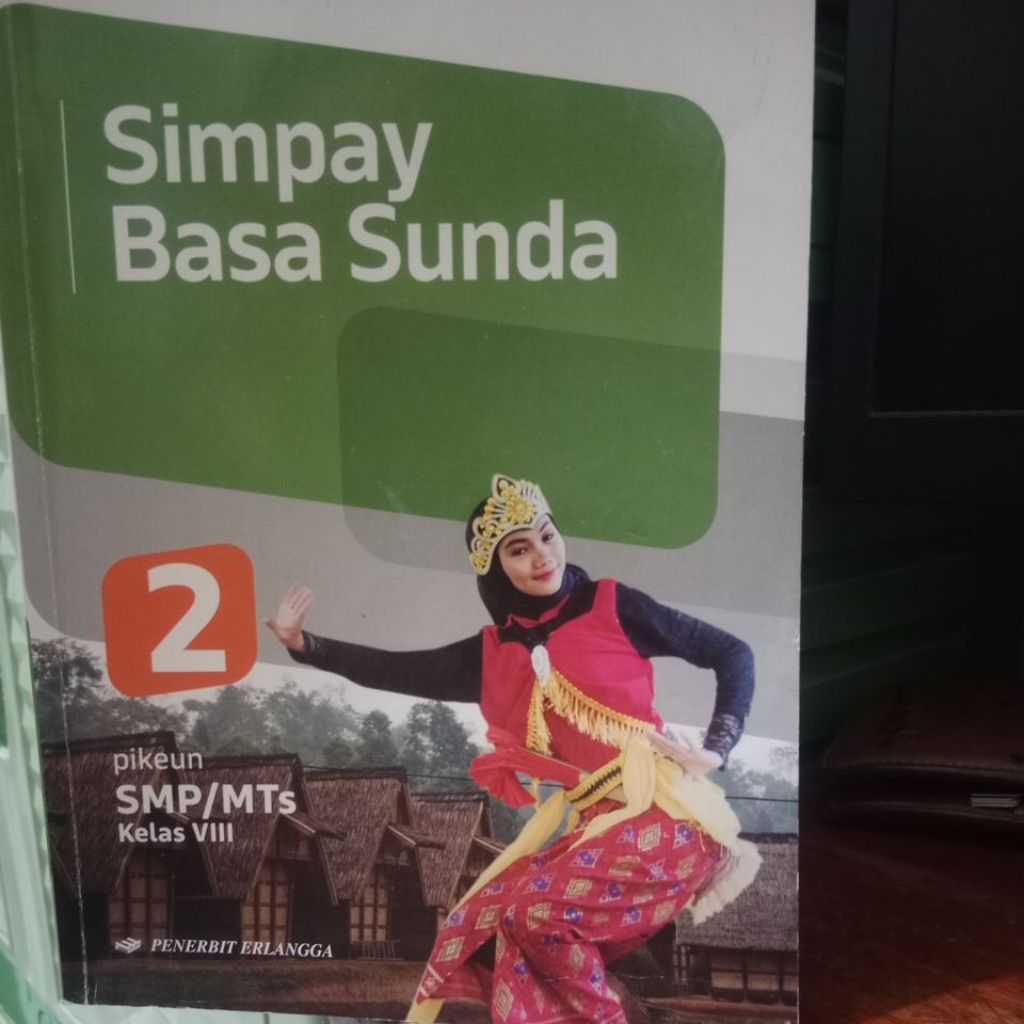 Simpay
Basa Sunda
2
pikeun
SMP/MTs
Kelas VIII
PENERBIT ERLANGGA